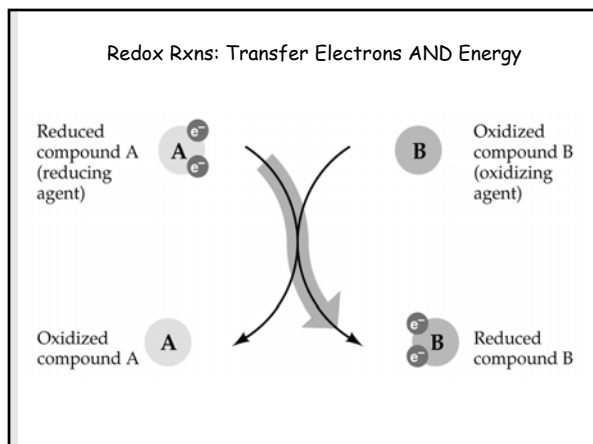 Redox Rxns: Transfer Electrons AND Energy
Reduced
compound A
(reducing
agent)
A
e⁻
e⁻
B
Oxidized
compound B
(oxidizing
agent)
Oxidized
compound A
A
e⁻
e⁻
B
Reduced
compound B